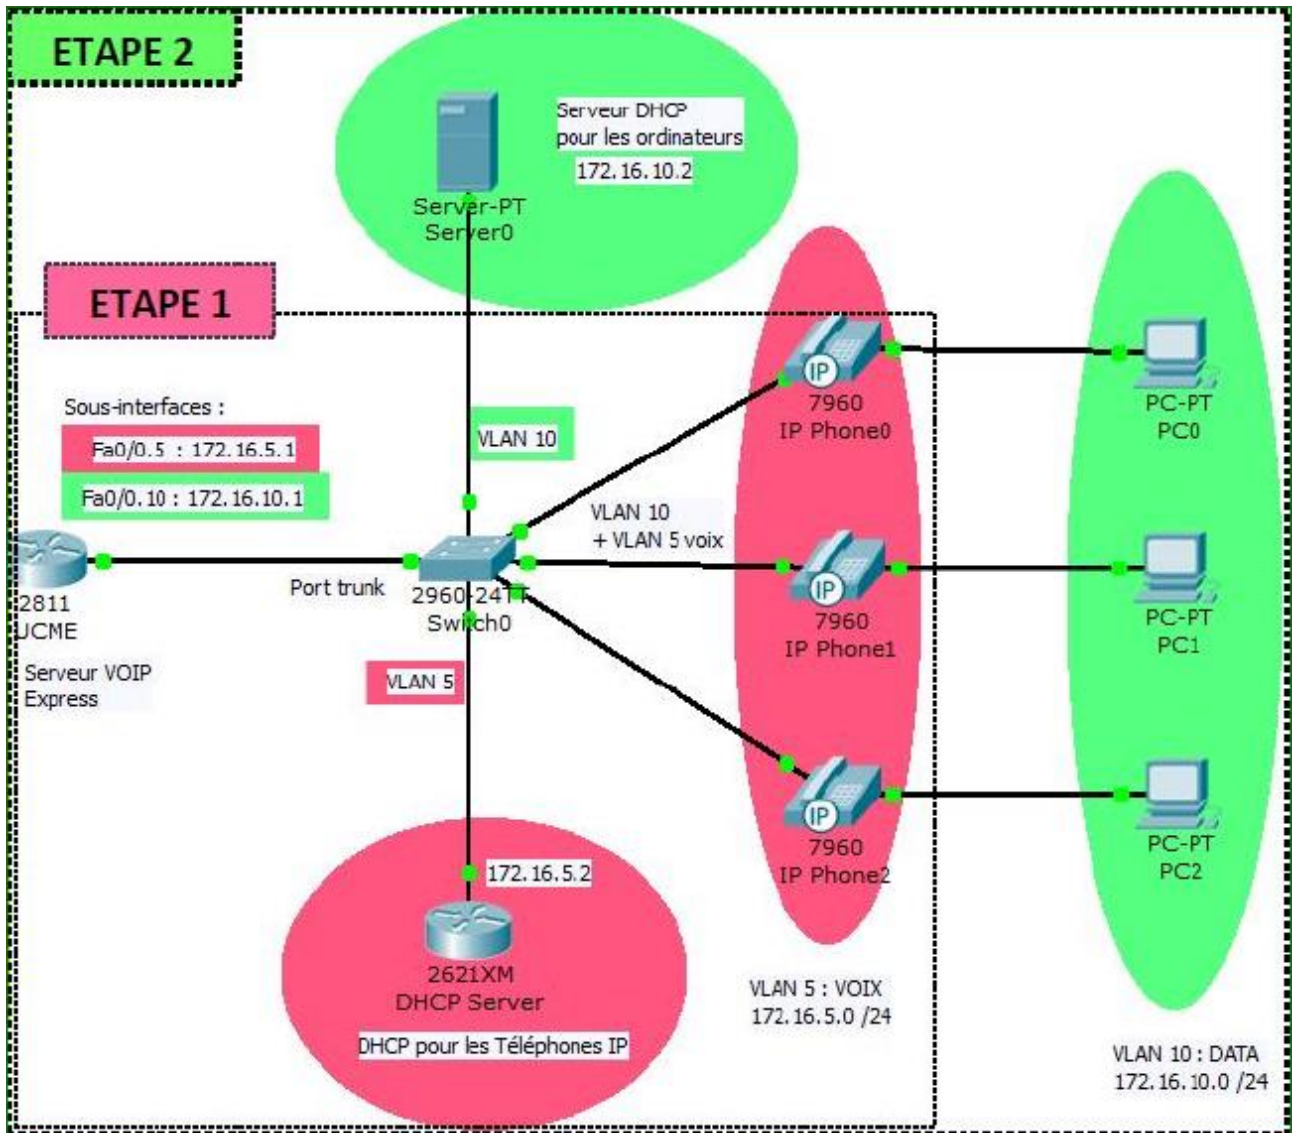 ETAPE 2
Serveur DHCP
pour les ordinateurs
172.16.10.2
Server-PT
Server0
ETAPE 1
Sous-interfaces :
Fa0/0.5 : 172.16.5.1
Fa0/0.10 : 172.16.10.1
VLAN 10
7960
IP Phone0
IP
PC-PT
PC0
VLAN 10
+ VLAN 5 voix
Port trunk
2960-24TT
Switch0
2811
UCME
Serveur VOIP
Express
IP
7960
IP Phone1
PC-PT
PC1
VLAN 5
IP
7960
IP Phone2
PC-PT
PC2
172.16.5.2
2621XM
DHCP Server
DHCP pour les Téléphones IP
VLAN 5 : VOIX
172.16.5.0 /24
VLAN 10 : DATA
172.16.10.0 /24